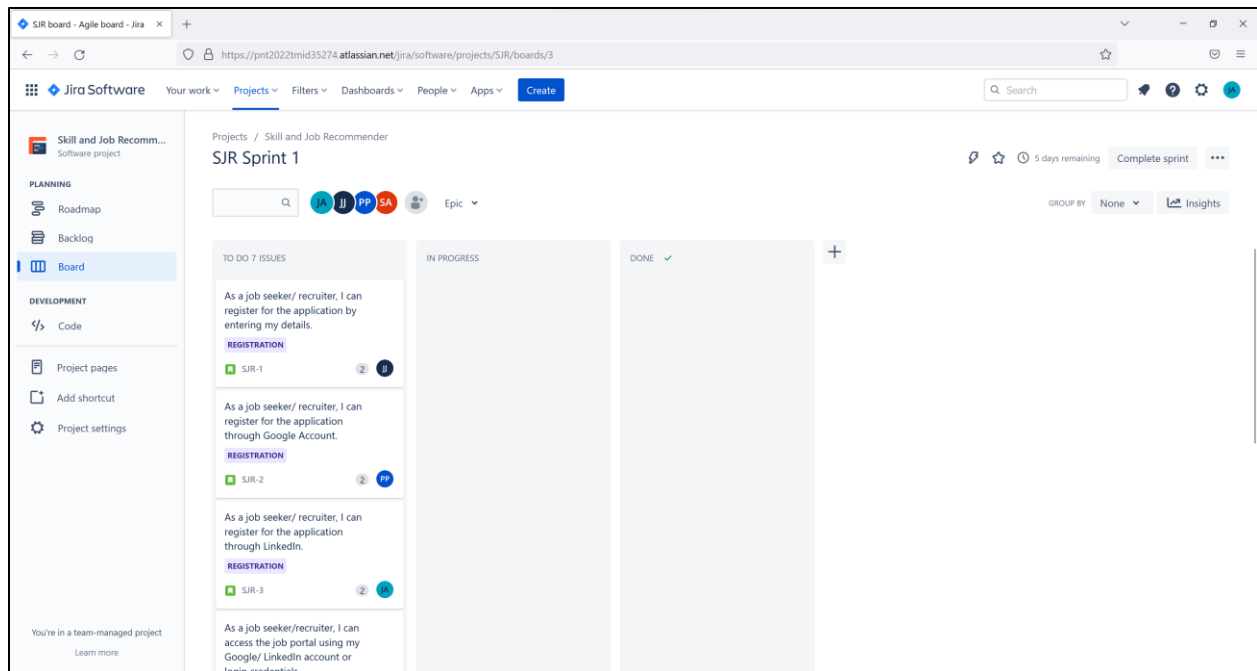 SJR board - Agile board - Jira
https://pnt2022tmid35274.atlassian.net/jira/software/projects/SJR/boards/3
Jira Software Your work Projects Filters Dashboards People Apps Create Search JA
Skill and Job Recomm...
Software project
PLANNING
Roadmap
Backlog
Board
DEVELOPMENT
Code
Project pages
Add shortcut
Project settings
You're in a team-managed project
Learn more
Projects / Skill and Job Recommender
SJR Sprint 1
5 days remaining Complete sprint
JA JJ PP SA Epic
GROUP BY None Insights
TO DO 7 ISSUES
As a job seeker/ recruiter, I can
register for the application by
entering my details.
REGISTRATION
SJR-1 2 JJ
As a job seeker/ recruiter, I can
register for the application
through Google Account.
REGISTRATION
SJR-2 2 PP
As a job seeker/ recruiter, I can
register for the application
through LinkedIn.
REGISTRATION
SJR-3 2 JA
As a job seeker/recruiter, I can
access the job portal using my
Google/ LinkedIn account or
login credentials
IN PROGRESS
DONE